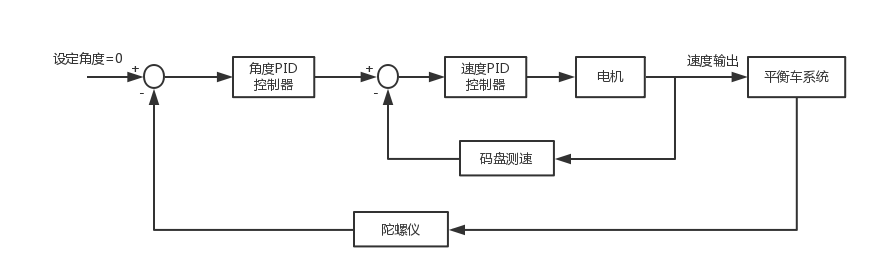 设定角度=0
+
-
角度PID
控制器
+
-
速度PID
控制器
电机
速度输出
平衡车系统
码盘测速
陀螺仪